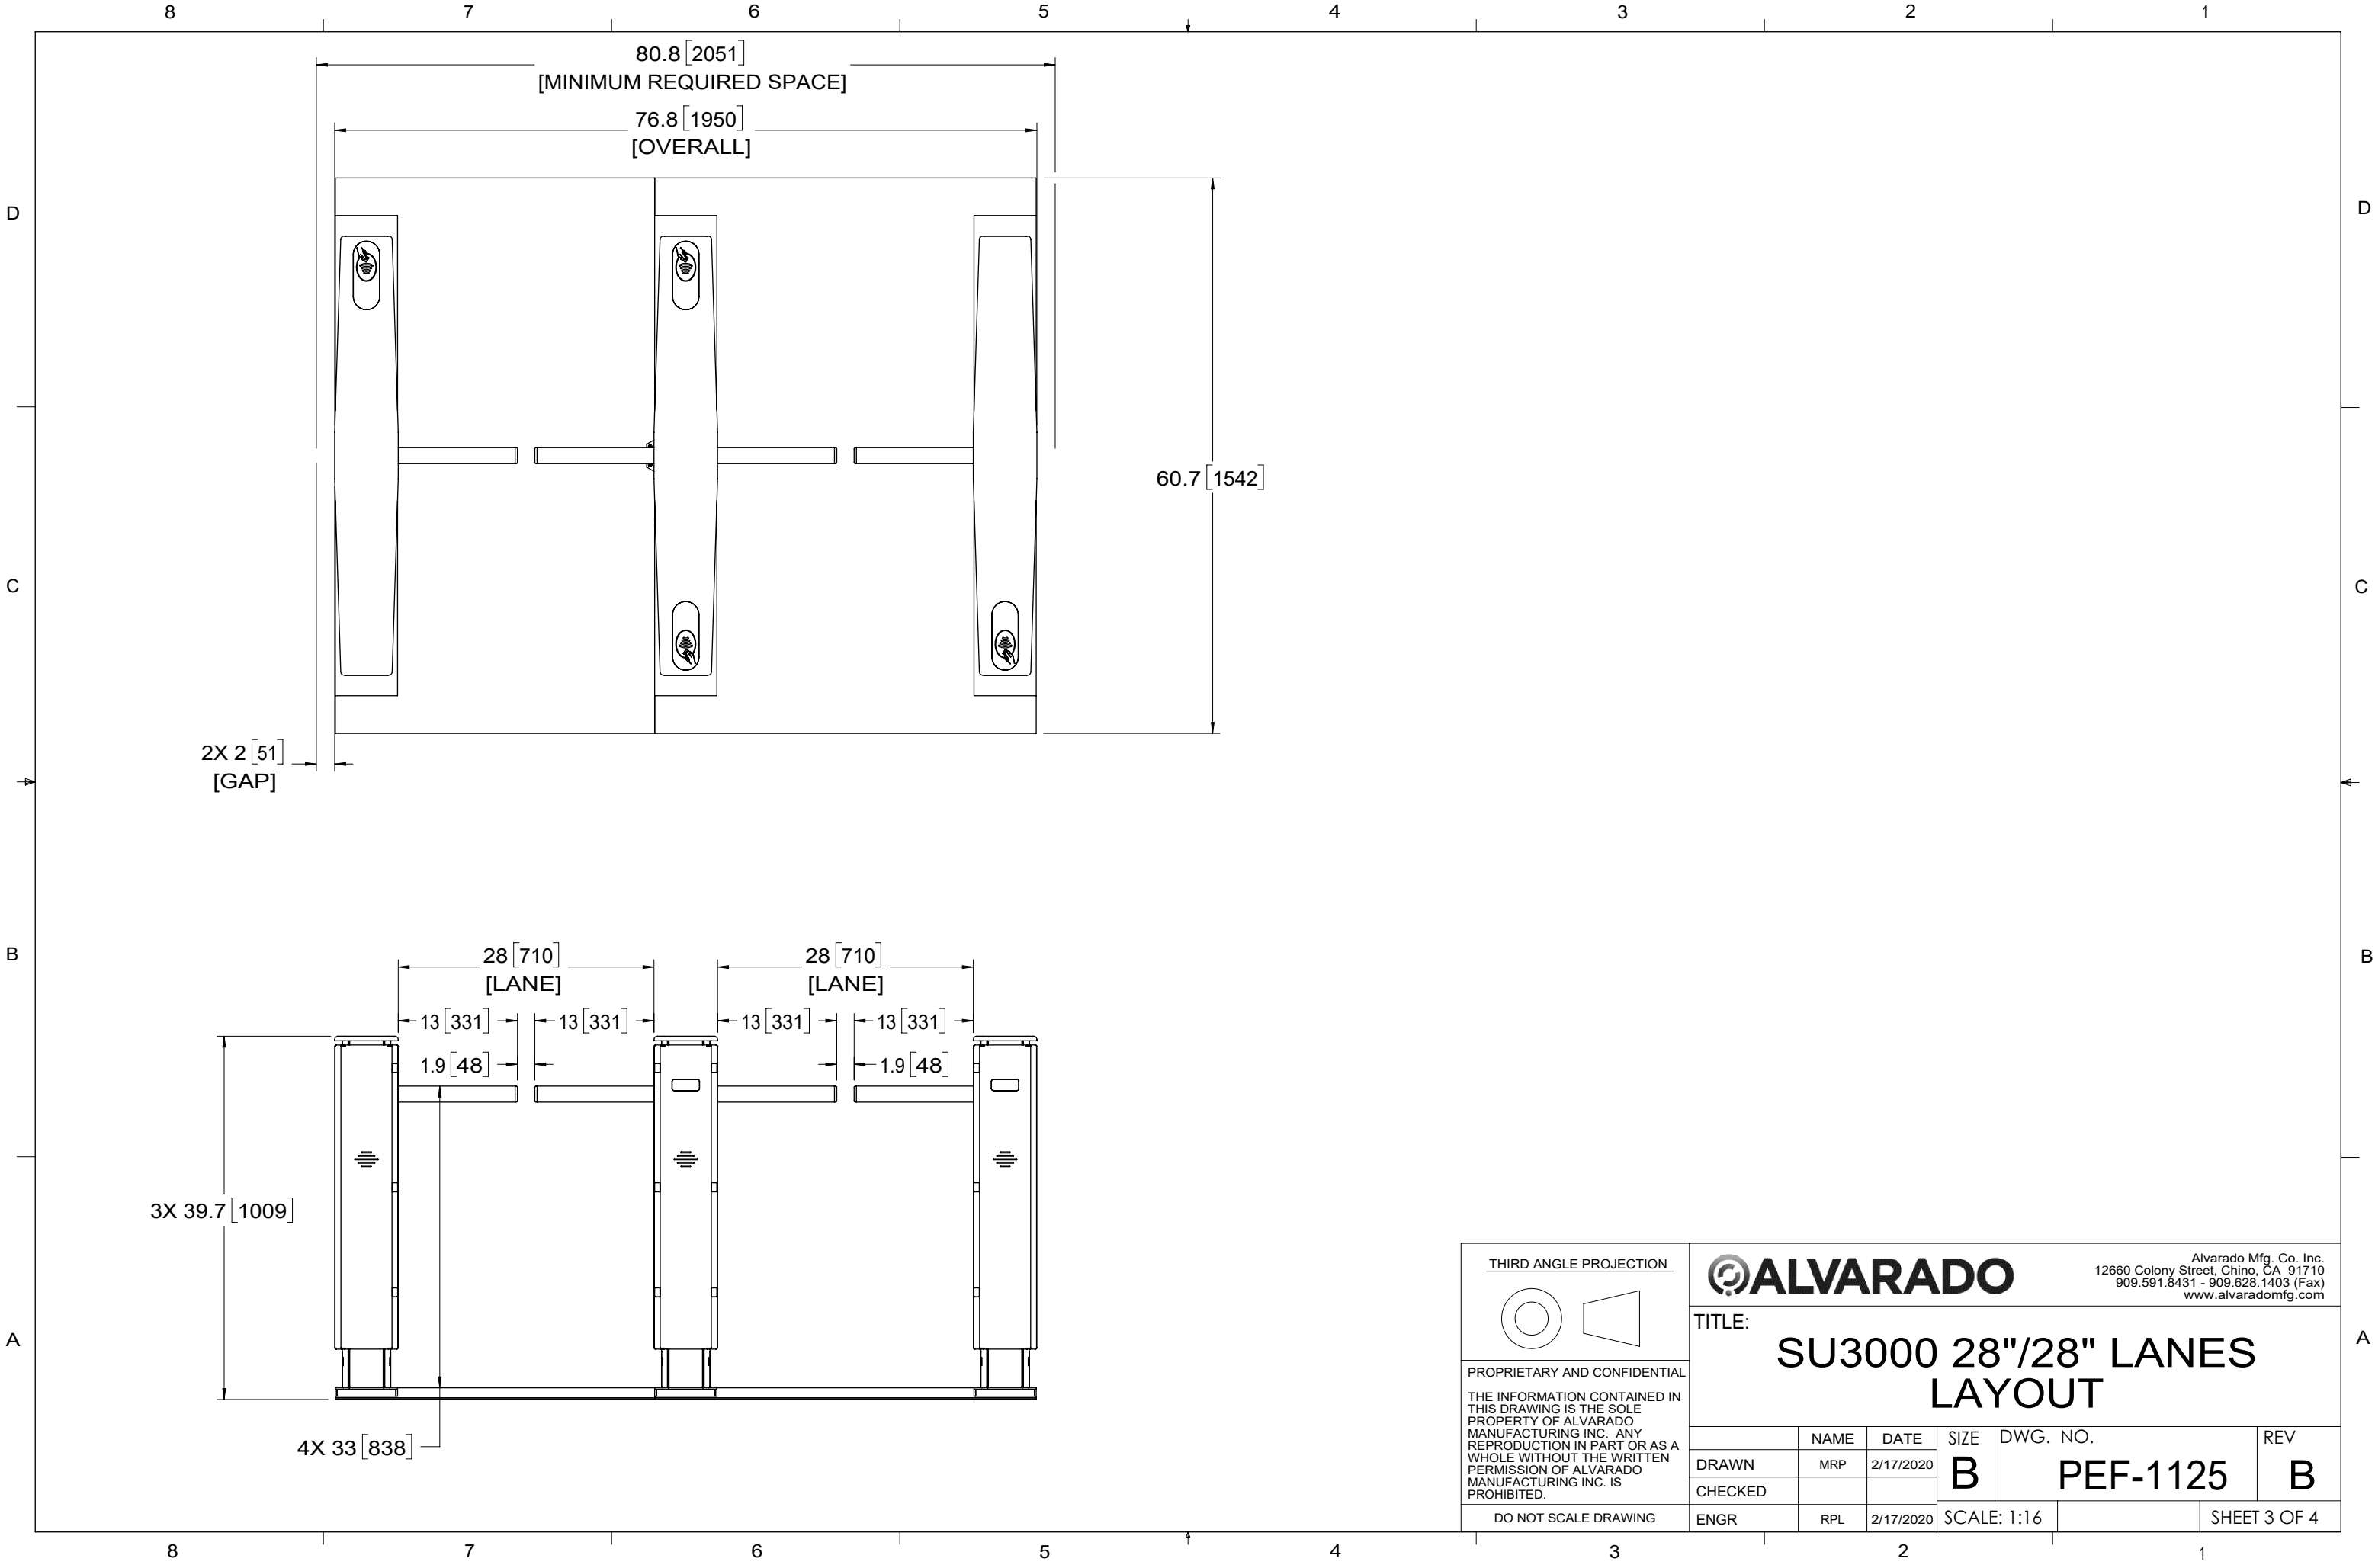 8 7 6 5 4 3 2 1
80.8 [2051]
[MINIMUM REQUIRED SPACE]
76.8 [1950]
[OVERALL]
D D
60.7 [1542]
C C
2X 2 [51]
[GAP]
B B
28 [710]
[LANE]
28 [710]
[LANE]
13 [331]
13 [331]
13 [331]
13 [331]
1.9 [48]
1.9 [48]
3X 39.7 [1009]
4X 33 [838]
A A
THIRD ANGLE PROJECTION
PROPRIETARY AND CONFIDENTIAL
THE INFORMATION CONTAINED IN
THIS DRAWING IS THE SOLE
PROPERTY OF ALVARADO
MANUFACTURING INC. ANY
REPRODUCTION IN PART OR AS A
WHOLE WITHOUT THE WRITTEN
PERMISSION OF ALVARADO
MANUFACTURING INC. IS
PROHIBITED.
DO NOT SCALE DRAWING
ALVARADO
Alvarado Mfg. Co. Inc.
12660 Colony Street, Chino, CA 91710
909.591.8431 - 909.628.1403 (Fax)
www.alvaradomfg.com
TITLE:
SU3000 28"/28" LANES
LAYOUT
NAME DATE
DRAWN MRP 2/17/2020
CHECKED
ENGR RPL 2/17/2020
SIZE
B
DWG. NO.
PEF-1125
REV
B
SCALE: 1:16
SHEET 3 OF 4
8 7 6 5 4 3 2 1